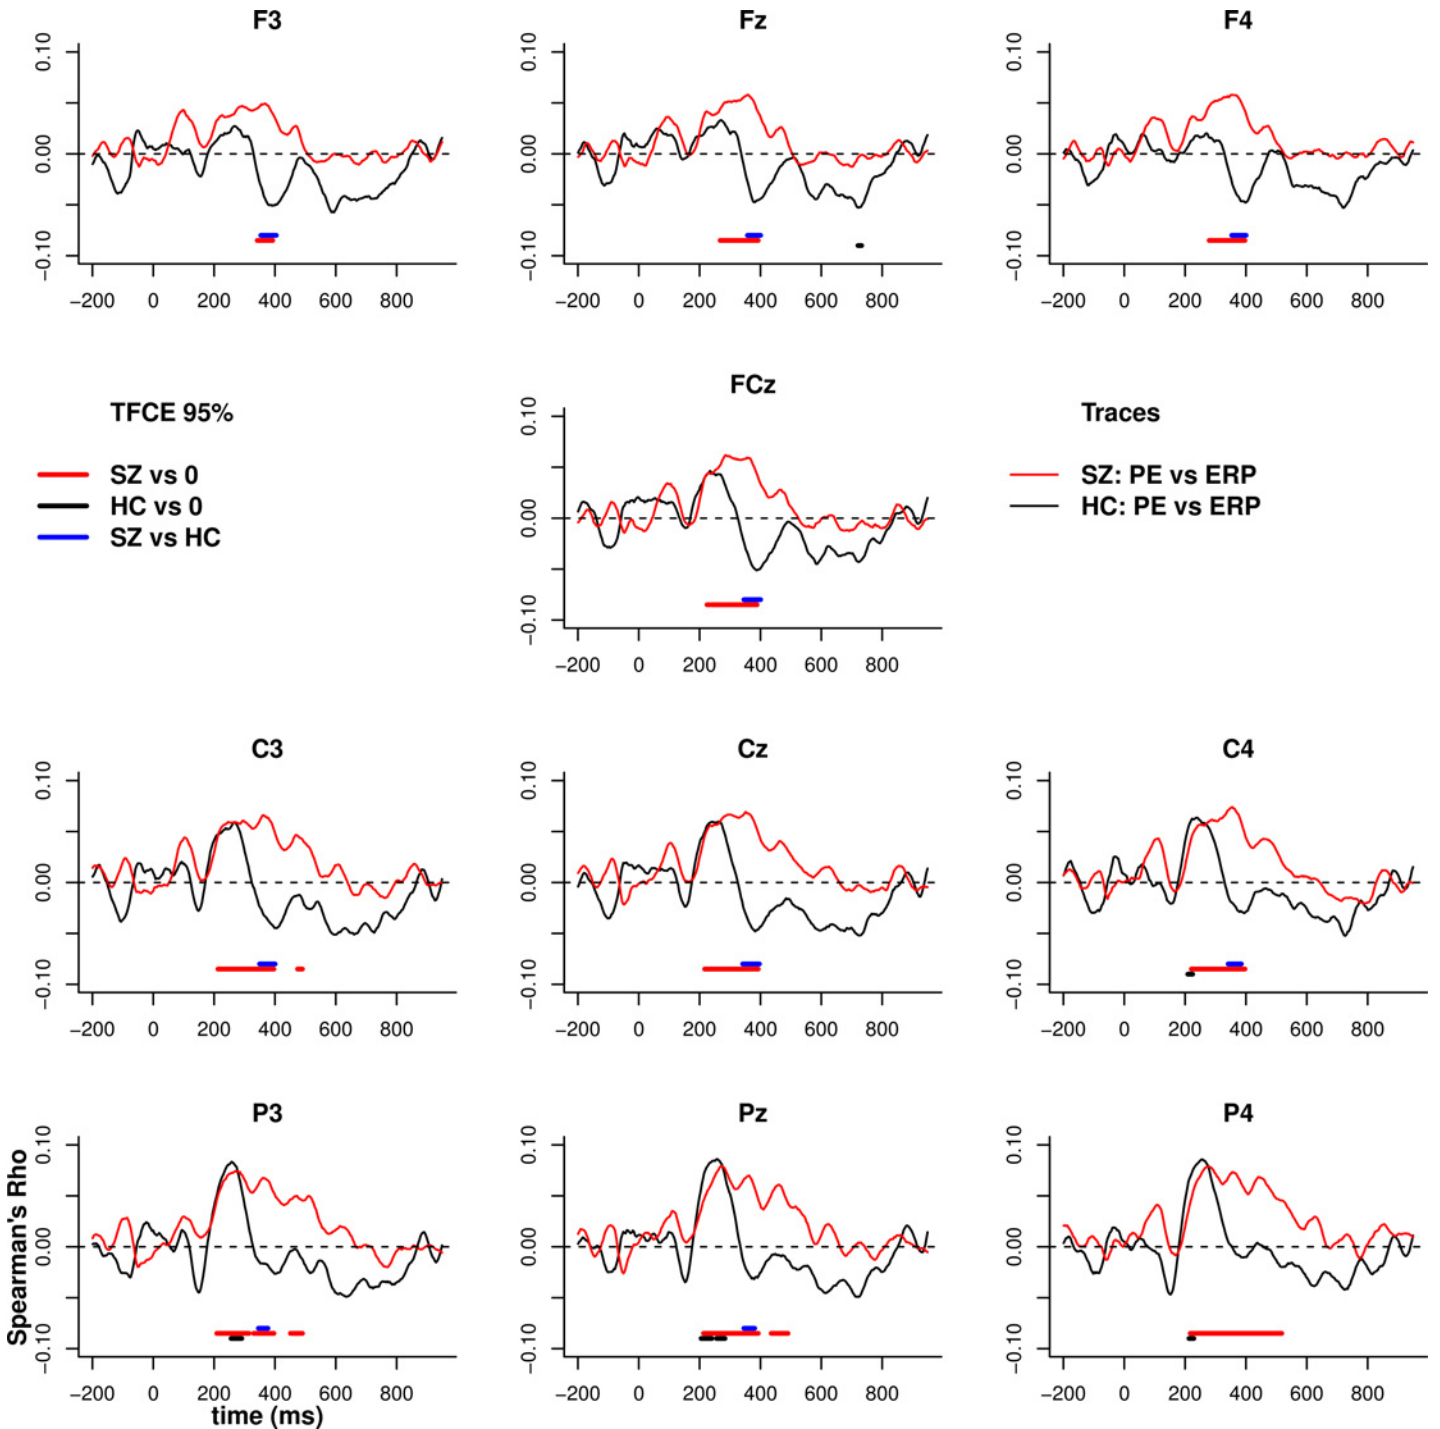 F3 Fz F4
0.10 0.10 0.10
0.00 0.00 0.00
−0.10 −0.10 −0.10
−200 0 200 400 600 800 −200 0 200 400 600 800 −200 0 200 400 600 800
FCz
TFCE 95% Traces
0.10
SZ vs 0 SZ: PE vs ERP
HC vs 0 HC: PE vs ERP
0.00
SZ vs HC
−0.10
−200 0 200 400 600 800
C3 Cz C4
0.10 0.10 0.10
0.00 0.00 0.00
−0.10 −0.10 −0.10
−200 0 200 400 600 800 −200 0 200 400 600 800 −200 0 200 400 600 800
P3 Pz P4
Spearman's Rho
0.10 0.10 0.10
0.00 0.00 0.00
−0.10 −0.10 −0.10
−200 0 200 400 600 800 −200 0 200 400 600 800 −200 0 200 400 600 800
time (ms)